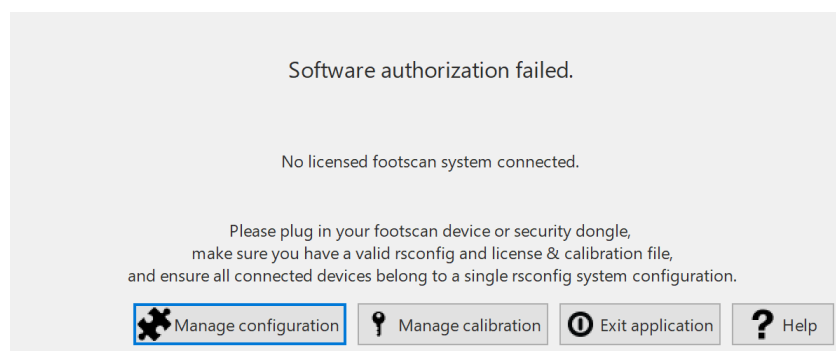 Software authorization failed.
No licensed footscan system connected.
Please plug in your footscan device or security dongle,
make sure you have a valid rsconfig and license & calibration file,
and ensure all connected devices belong to a single rsconfig system configuration.
Manage configuration Manage calibration Exit application Help